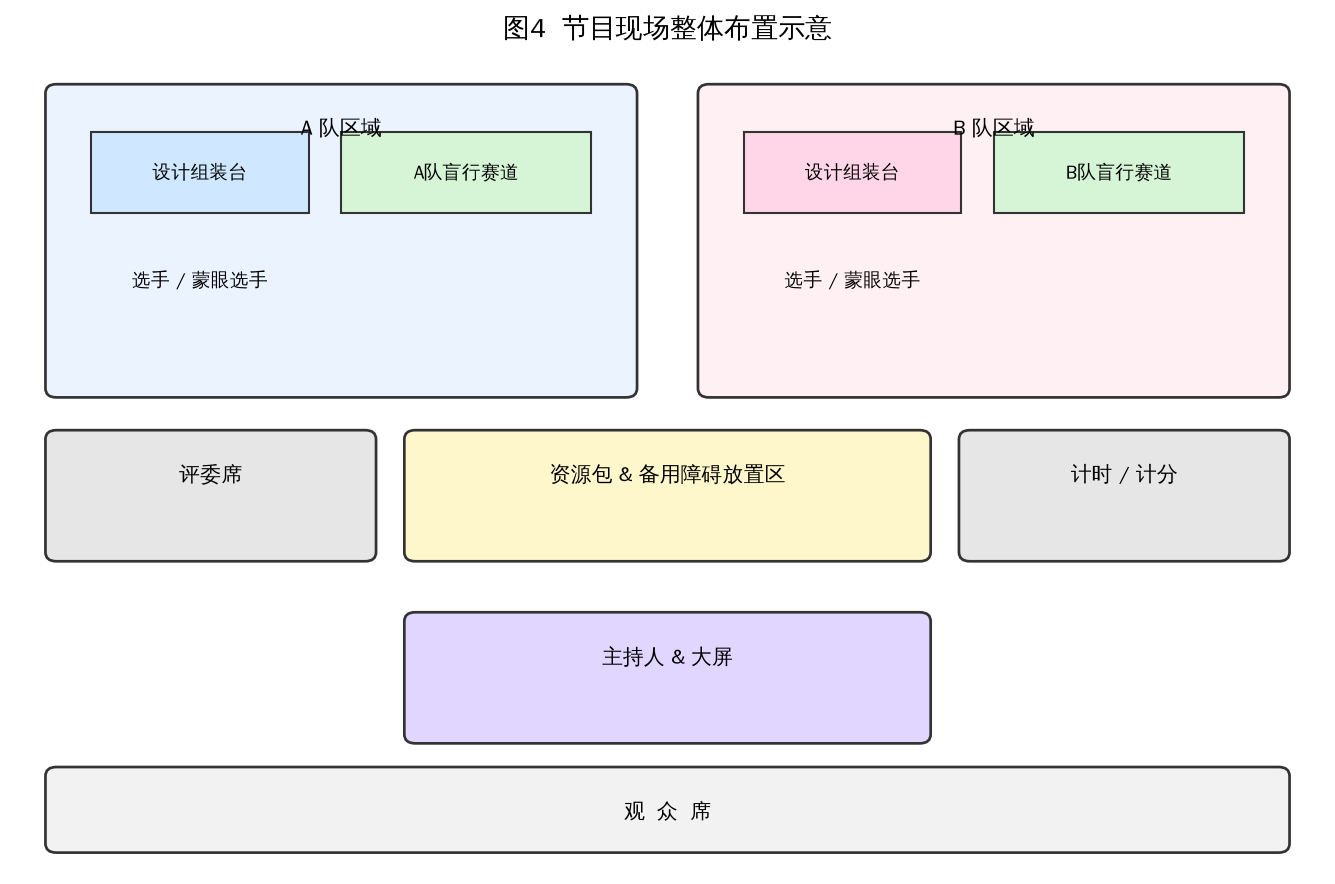 图4 节目现场整体布置示意
A 队区域
设计组装台
A队盲行赛道
选手 / 蒙眼选手
B 队区域
设计组装台
B队盲行赛道
选手 / 蒙眼选手
评委席
资源包 & 备用障碍放置区
计时 / 计分
主持人 & 大屏
观 众 席